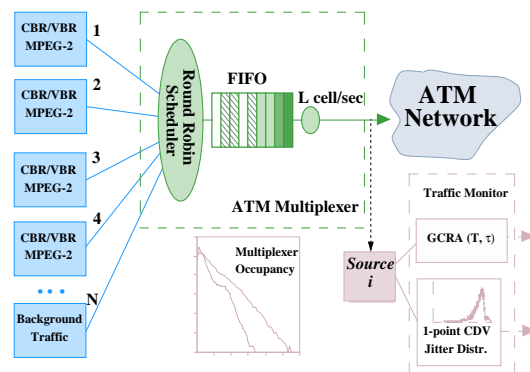 CBR/VBR
MPEG-2
1
CBR/VBR
MPEG-2
2
CBR/VBR
MPEG-2
3
CBR/VBR
MPEG-2
4
Background
Traffic
N
Round Robin
Scheduler
FIFO
L cell/sec
ATM Multiplexer
ATM
Network
Multiplexer
Occupancy
Source
i
Traffic Monitor
GCRA (T, τ)
1-point CDV
Jitter Distr.